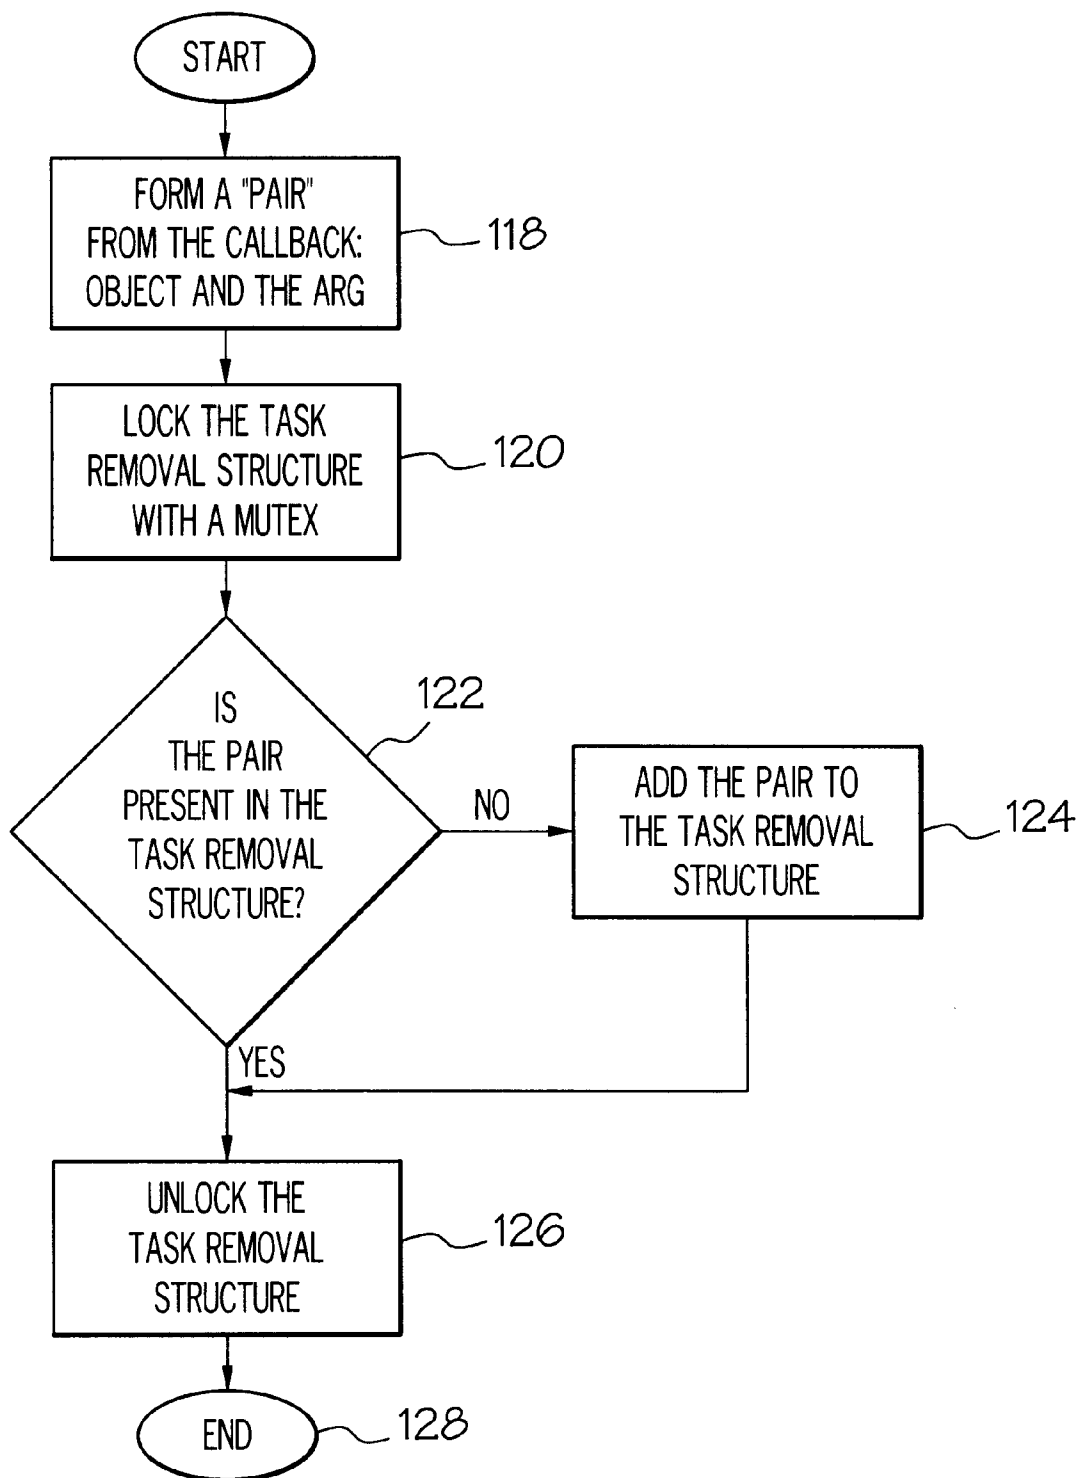 START
FORM A "PAIR"
FROM THE CALLBACK:
OBJECT AND THE ARG
118
LOCK THE TASK
REMOVAL STRUCTURE
WITH A MUTEX
120
IS
THE PAIR
PRESENT IN THE
TASK REMOVAL
STRUCTURE?
122
NO
ADD THE PAIR TO
THE TASK REMOVAL
STRUCTURE
124
YES
UNLOCK THE
TASK REMOVAL
STRUCTURE
126
END
128